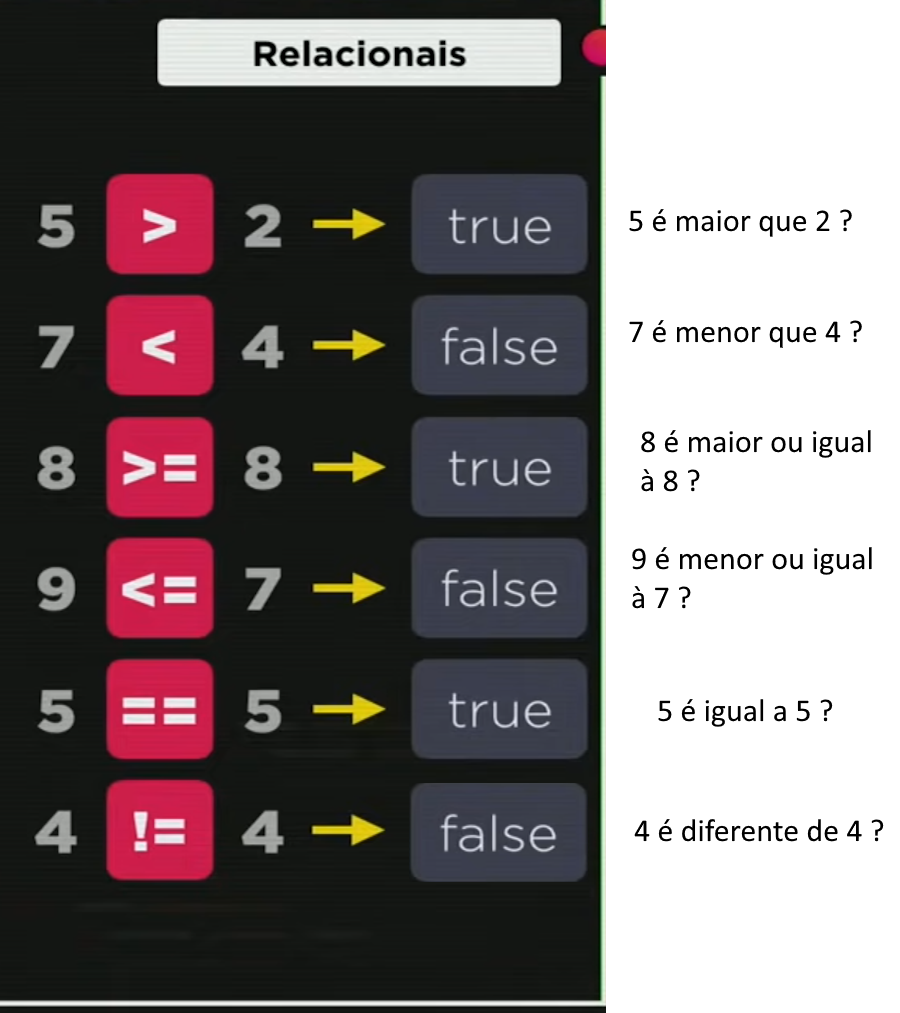 Relacionais
5 > 2 → true 5 é maior que 2 ?
7 < 4 → false 7 é menor que 4 ?
8 >= 8 → true 8 é maior ou igual
à 8 ?
9 <= 7 → false 9 é menor ou igual
à 7 ?
5 == 5 → true 5 é igual a 5 ?
4 != 4 → false 4 é diferente de 4 ?